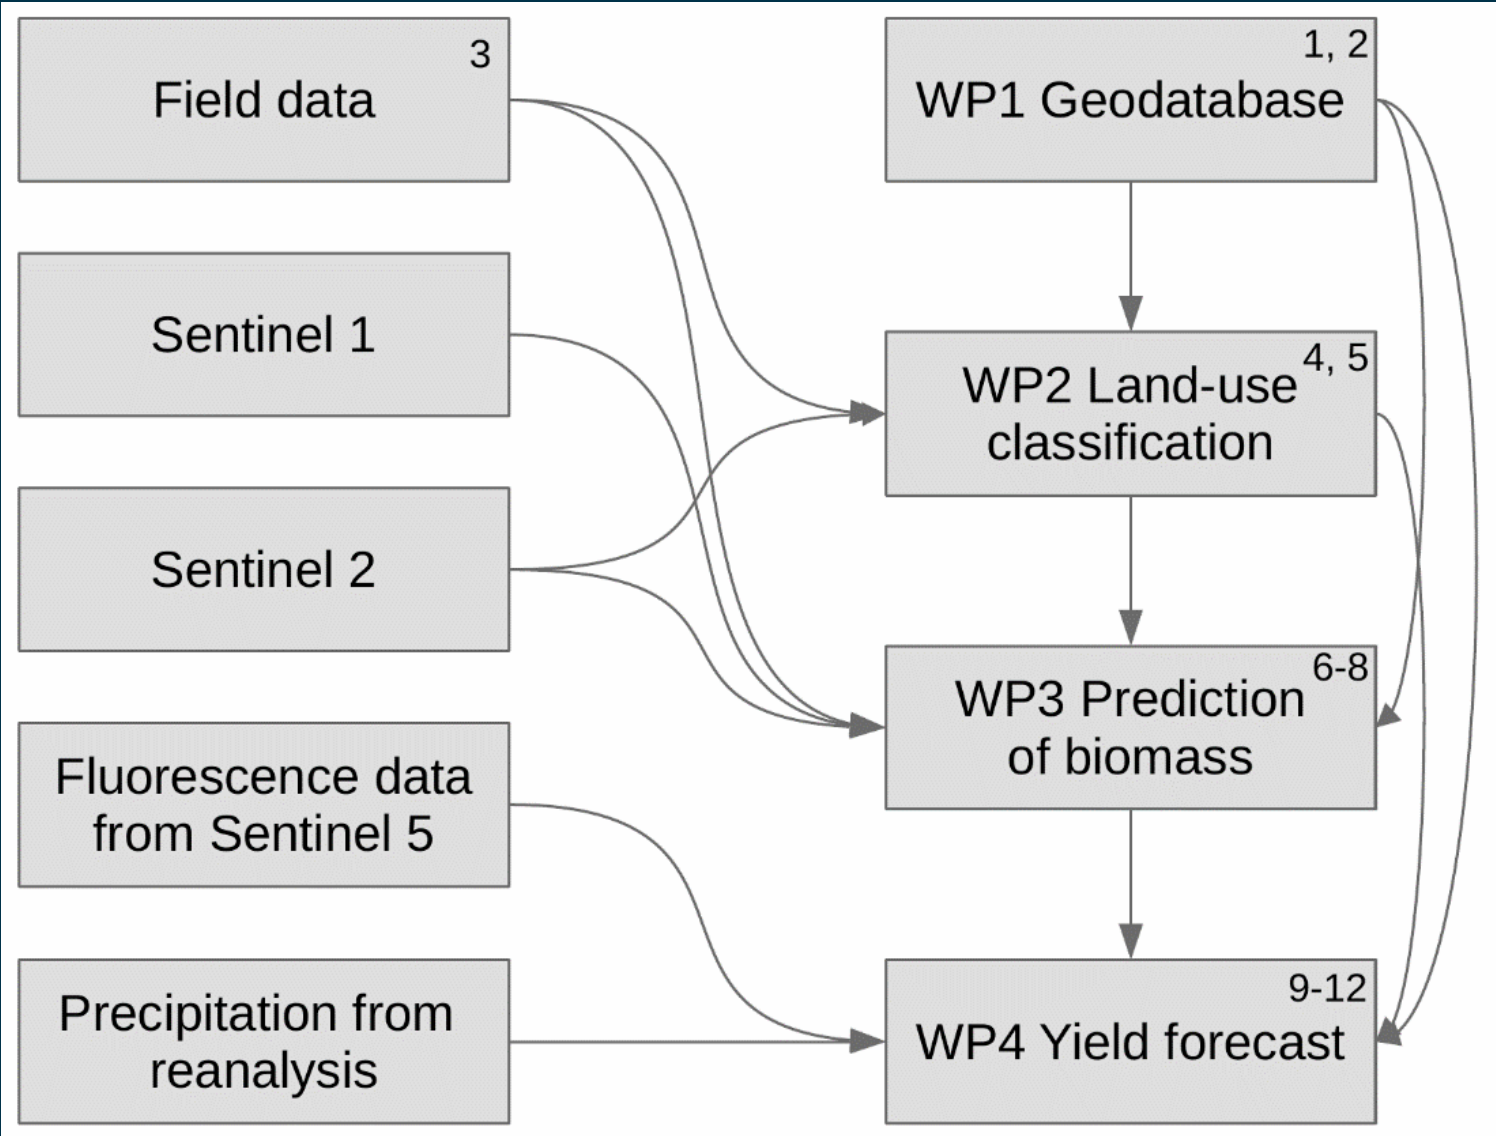 3
Field data
Sentinel 1
Sentinel 2
Fluorescence data
from Sentinel 5
Precipitation from
reanalysis
1, 2
WP1 Geodatabase
4, 5
WP2 Land-use
classification
6-8
WP3 Prediction
of biomass
9-12
WP4 Yield forecast